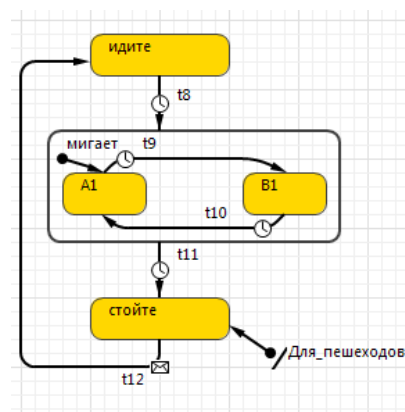 идите
t8
мигает
t9
A1
B1
t10
t11
стойте
Для_пешеходов
t12